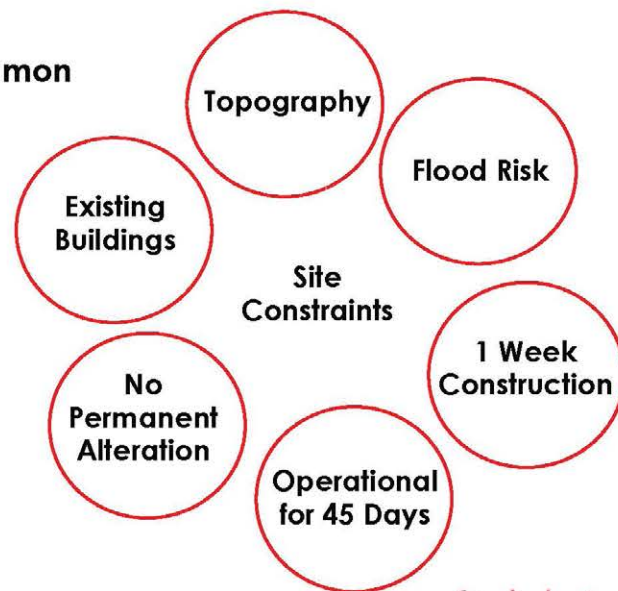 mon
Topography
Flood Risk
Existing
Buildings
Site
Constraints
1 Week
Construction
No
Permanent
Alteration
Operational
for 45 Days